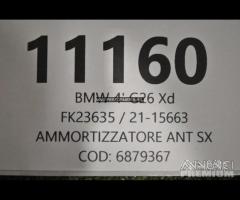 11160
BMW 4' G26 Xd
FK23635 / 21-15663
AMMORTIZZATORE ANT SX
COD: 6879367
ANNUNCI
PREMIUM